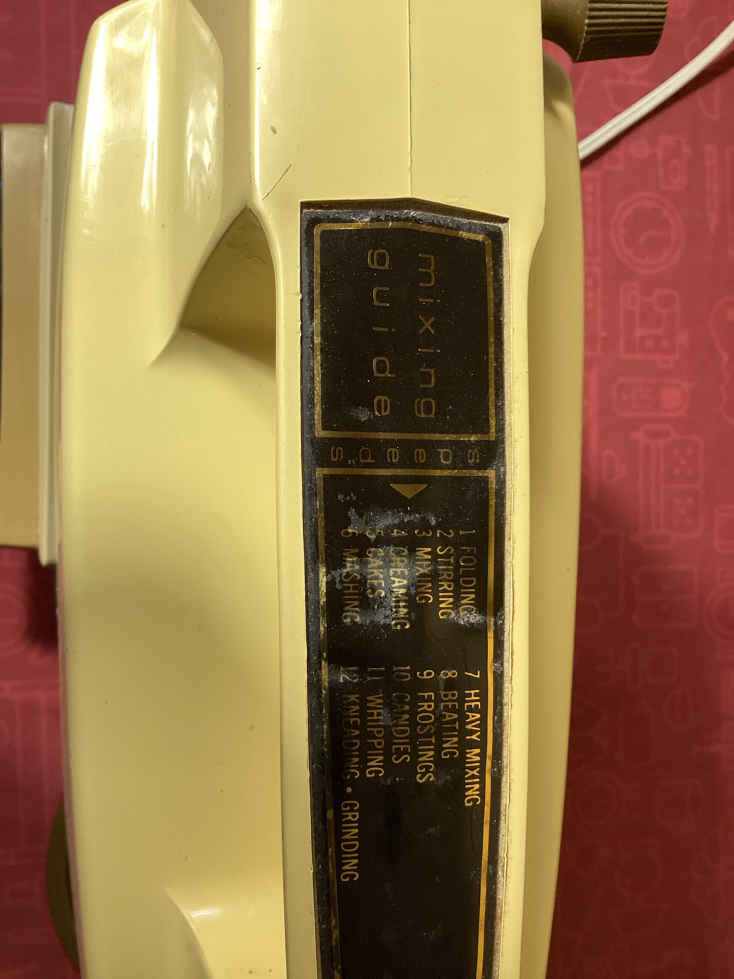 mixing
guide
speeds
1 FOLDING
2 STIRRING
3 MIXING
4 CREAMING
5 CAKES
6 MASHING
7 HEAVY MIXING
8 BEATING
9 FROSTINGS
10 CANDIES
11 WHIPPING
12 KNEADING • GRINDING